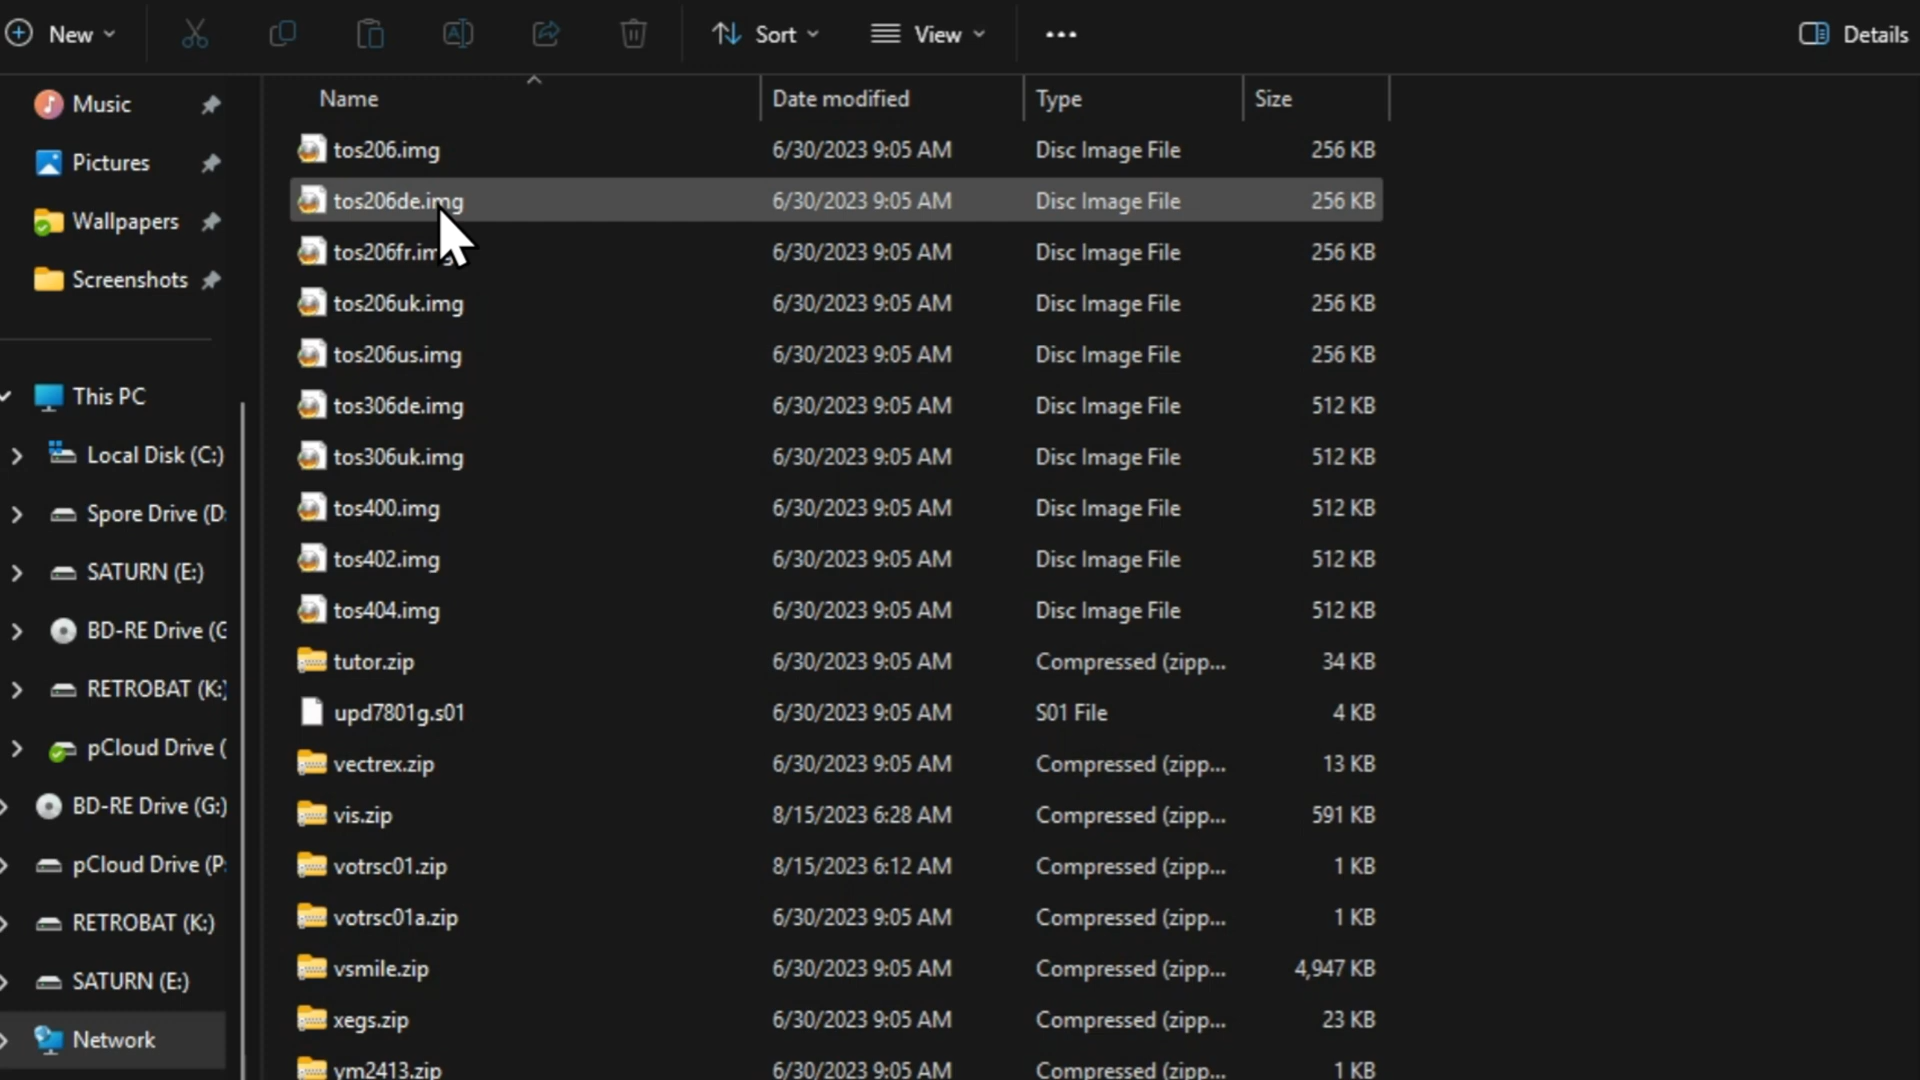 New Sort View Details
Music
Pictures
Wallpapers
Screenshots
This PC
Local Disk (C:)
Spore Drive (D:
SATURN (E:)
BD-RE Drive (G
RETROBAT (K:)
pCloud Drive (
BD-RE Drive (G:)
pCloud Drive (P:
RETROBAT (K:)
SATURN (E:)
Network
Name Date modified Type Size
tos206.img 6/30/2023 9:05 AM Disc Image File 256 KB
tos206de.img 6/30/2023 9:05 AM Disc Image File 256 KB
tos206fr.img 6/30/2023 9:05 AM Disc Image File 256 KB
tos206uk.img 6/30/2023 9:05 AM Disc Image File 256 KB
tos206us.img 6/30/2023 9:05 AM Disc Image File 256 KB
tos306de.img 6/30/2023 9:05 AM Disc Image File 512 KB
tos306uk.img 6/30/2023 9:05 AM Disc Image File 512 KB
tos400.img 6/30/2023 9:05 AM Disc Image File 512 KB
tos402.img 6/30/2023 9:05 AM Disc Image File 512 KB
tos404.img 6/30/2023 9:05 AM Disc Image File 512 KB
tutor.zip 6/30/2023 9:05 AM Compressed (zipp... 34 KB
upd7801g.s01 6/30/2023 9:05 AM S01 File 4 KB
vectrex.zip 6/30/2023 9:05 AM Compressed (zipp... 13 KB
vis.zip 8/15/2023 6:28 AM Compressed (zipp... 591 KB
votrsc01.zip 8/15/2023 6:12 AM Compressed (zipp... 1 KB
votrsc01a.zip 6/30/2023 9:05 AM Compressed (zipp... 1 KB
vsmile.zip 6/30/2023 9:05 AM Compressed (zipp... 4,947 KB
xegs.zip 6/30/2023 9:05 AM Compressed (zipp... 23 KB
ym2413.zip 6/30/2023 9:05 AM Compressed (zipp... 1 KB